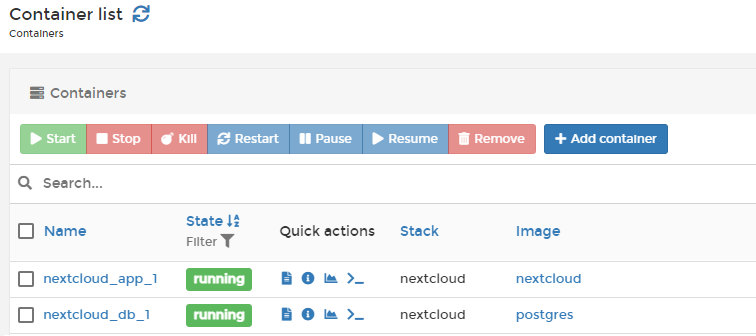 Container list
Containers
Containers
Start Stop Kill Restart Pause Resume Remove Add container
Search...
Name State Filter Quick actions Stack Image
nextcloud_app_1 running nextcloud nextcloud
nextcloud_db_1 running nextcloud postgres